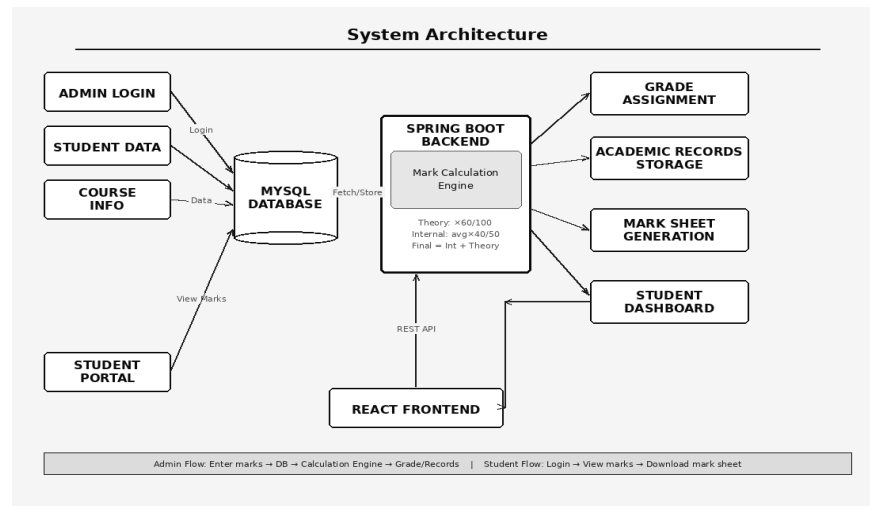 System Architecture
ADMIN LOGIN
STUDENT DATA
COURSE
INFO
STUDENT
PORTAL
Login
Data
View Marks
MYSQL
DATABASE
Fetch/Store
SPRING BOOT
BACKEND
Mark Calculation
Engine
Theory: ×60/100
Internal: avg×40/50
Final = Int + Theory
REST API
REACT FRONTEND
GRADE
ASSIGNMENT
ACADEMIC RECORDS
STORAGE
MARK SHEET
GENERATION
STUDENT
DASHBOARD
Admin Flow: Enter marks → DB → Calculation Engine → Grade/Records | Student Flow: Login → View marks → Download mark sheet